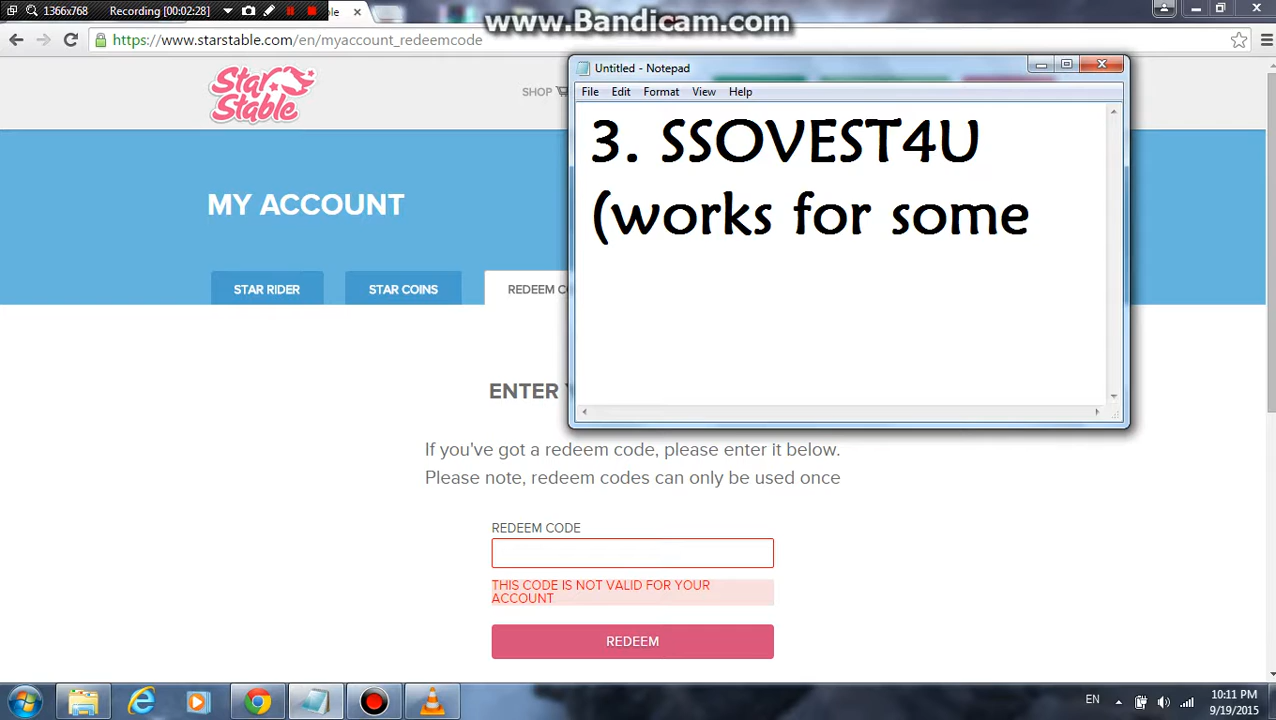 1366x768
Recording [00:02:28]
le
www.Bandicam.com
https://www.starstable.com/en/myaccount_redeemcode
Star Stable
SHOP
Untitled - Notepad
File Edit Format View Help
3. SSOVEST4U
(works for some
MY ACCOUNT
STAR RIDER
STAR COINS
REDEEM CO
ENTER
If you've got a redeem code, please enter it below.
Please note, redeem codes can only be used once
REDEEM CODE
THIS CODE IS NOT VALID FOR YOUR
ACCOUNT
REDEEM
EN
10:11 PM
9/19/2015